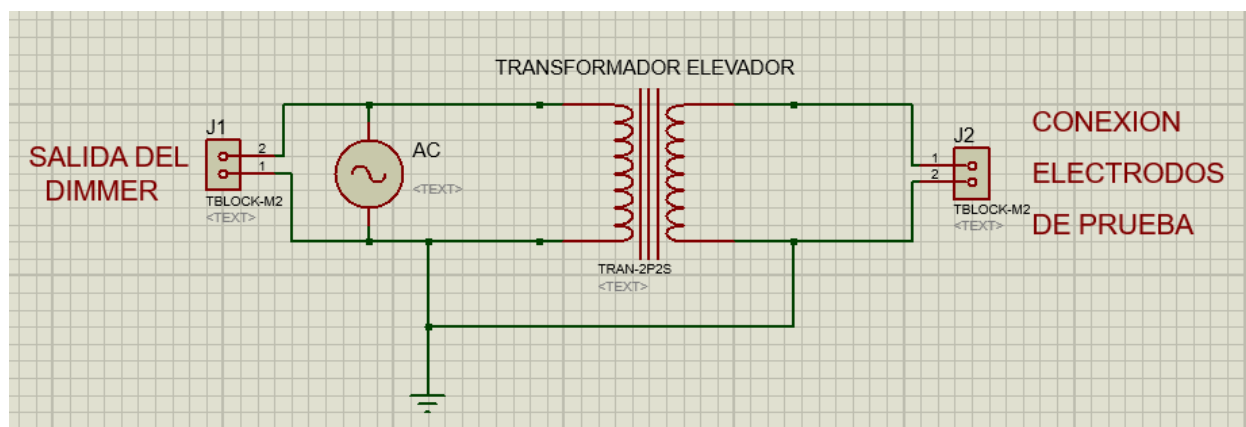 TRANSFORMADOR ELEVADOR
J1
2
1
SALIDA DEL
DIMMER
TBLOCK-M2
<TEXT>
AC
<TEXT>
TRAN-2P2S
<TEXT>
J2
1
2
TBLOCK-M2
<TEXT>
CONEXION
ELECTRODOS
DE PRUEBA